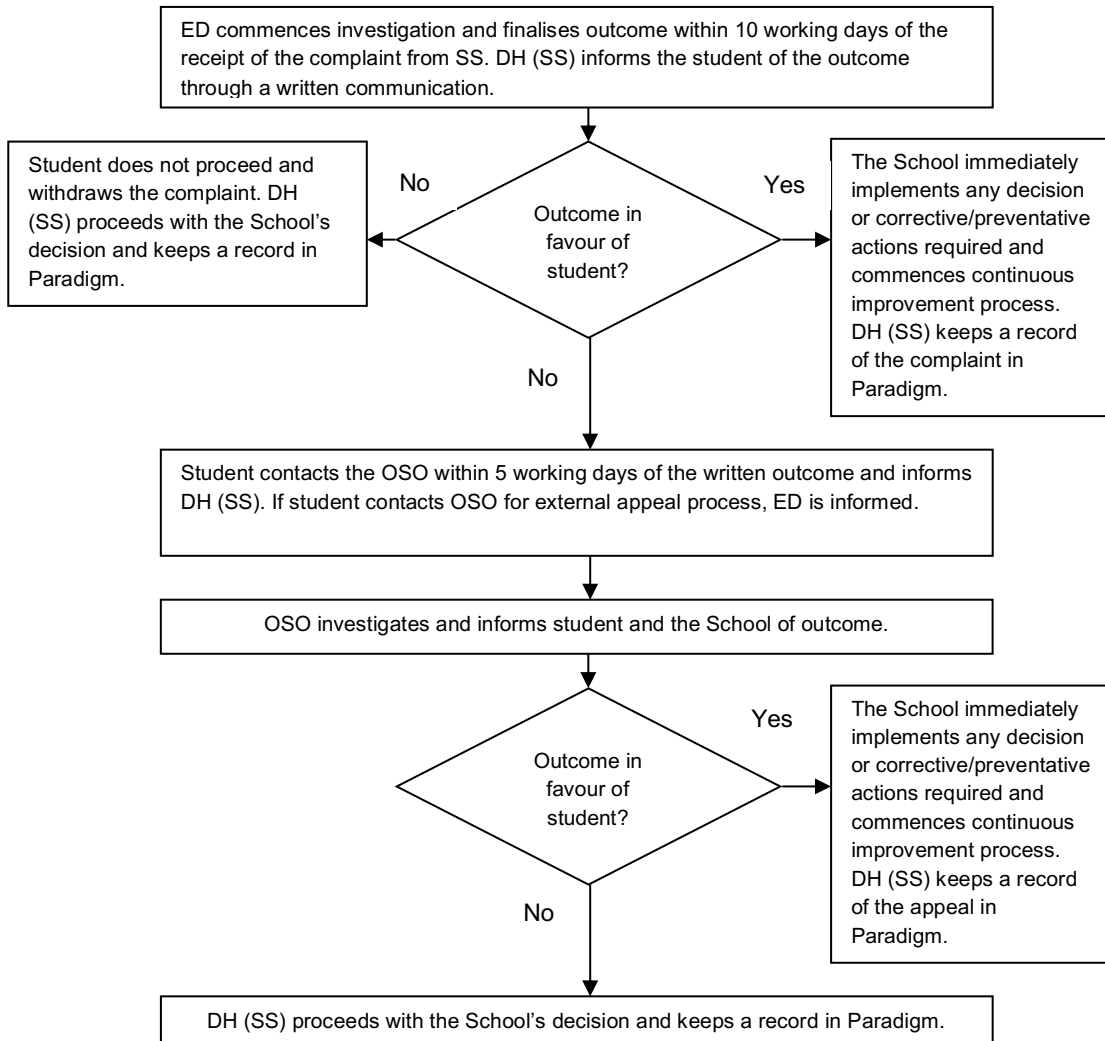 ED commences investigation and finalises outcome within 10 working days of the
receipt of the complaint from SS. DH (SS) informs the student of the outcome
through a written communication.
Student does not proceed and
withdraws the complaint. DH
(SS) proceeds with the School's
decision and keeps a record in
Paradigm.
No
Outcome in
favour of
student?
Yes
The School immediately
implements any decision
or corrective/preventative
actions required and
commences continuous
improvement process.
DH (SS) keeps a record
of the complaint in
Paradigm.
No
Student contacts the OSO within 5 working days of the written outcome and informs
DH (SS). If student contacts OSO for external appeal process, ED is informed.
OSO investigates and informs student and the School of outcome.
Outcome in
favour of
student?
Yes
The School immediately
implements any decision
or corrective/preventative
actions required and
commences continuous
improvement process.
DH (SS) keeps a record
of the appeal in
Paradigm.
No
DH (SS) proceeds with the School's decision and keeps a record in Paradigm.